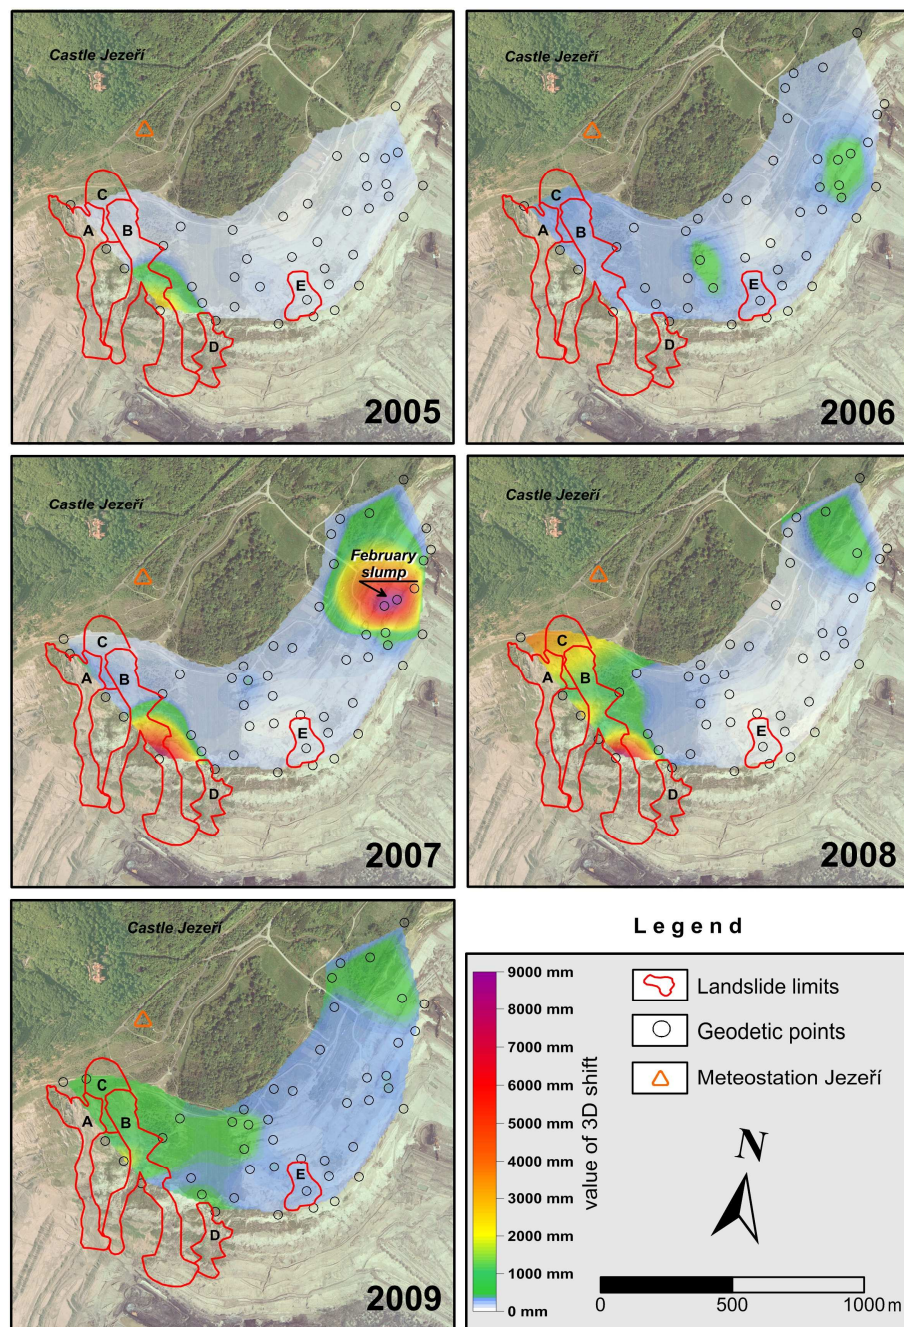 Castle Jezeří
C
A
B
E
D
2005
Castle Jezeří
C
A
B
E
D
2006
Castle Jezeří
February
slump
C
A
B
E
D
2007
Castle Jezeří
C
A
B
E
D
2008
Castle Jezeří
C
A
B
E
D
2009
Legend
9000 mm
8000 mm
7000 mm
6000 mm
5000 mm
4000 mm
3000 mm
2000 mm
1000 mm
0 mm
value of 3D shift
Landslide limits
Geodetic points
Meteostation Jezeří
N
0 500 1000 m